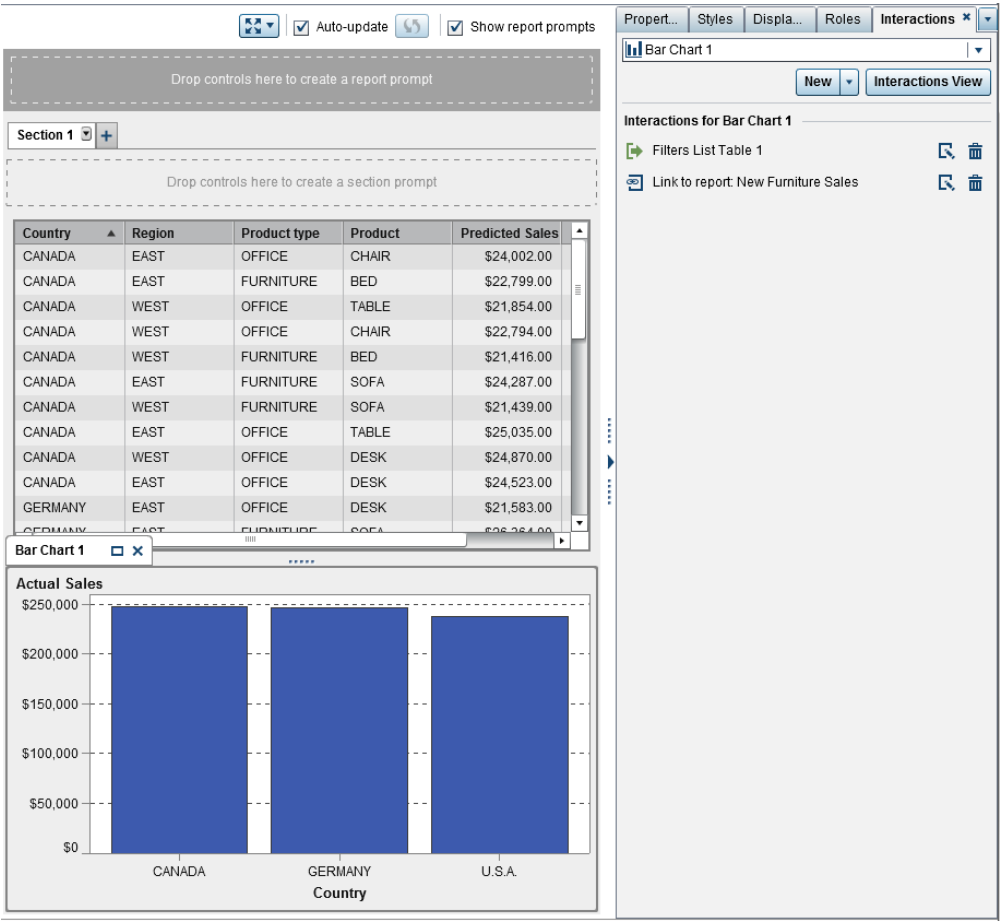 Auto-update Show report prompts
Drop controls here to create a report prompt
Section 1
Drop controls here to create a section prompt
Country Region Product type Product Predicted Sales
CANADA EAST OFFICE CHAIR $24,002.00
CANADA EAST FURNITURE BED $22,799.00
CANADA WEST OFFICE TABLE $21,854.00
CANADA WEST OFFICE CHAIR $22,794.00
CANADA WEST FURNITURE BED $21,416.00
CANADA EAST FURNITURE SOFA $24,287.00
CANADA WEST FURNITURE SOFA $21,439.00
CANADA EAST OFFICE TABLE $25,035.00
CANADA WEST OFFICE DESK $24,870.00
CANADA EAST OFFICE DESK $24,523.00
GERMANY EAST OFFICE DESK $21,583.00
GERMANY EAST FURNITURE SOFA $26,264.00
Bar Chart 1
Actual Sales
$250,000
$200,000
$150,000
$100,000
$50,000
$0
CANADA GERMANY U.S.A.
Country
Propert... Styles Displa... Roles Interactions
Bar Chart 1
New Interactions View
Interactions for Bar Chart 1
Filters List Table 1
Link to report: New Furniture Sales